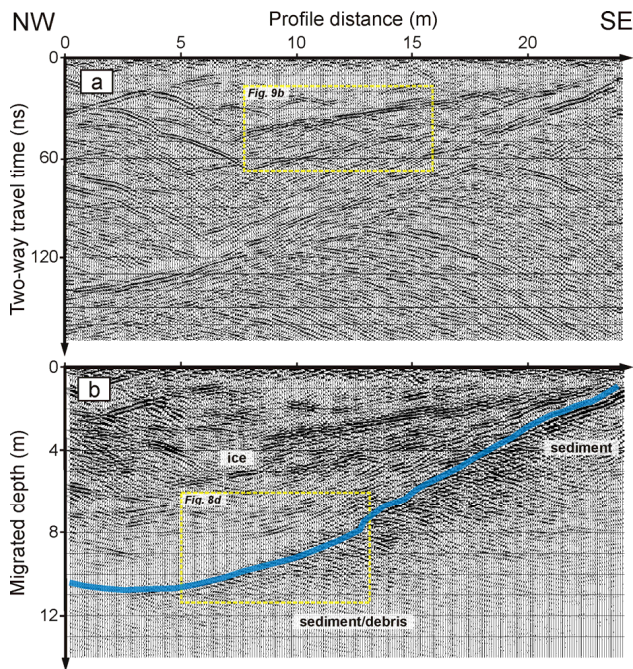 NW Profile distance (m) SE
0 5 10 15 20
0
a
Fig. 9b
60
120
Two-way travel time (ns)
0
b
4
ice
sediment
Fig. 8d
8
12
sediment/debris
Migrated depth (m)